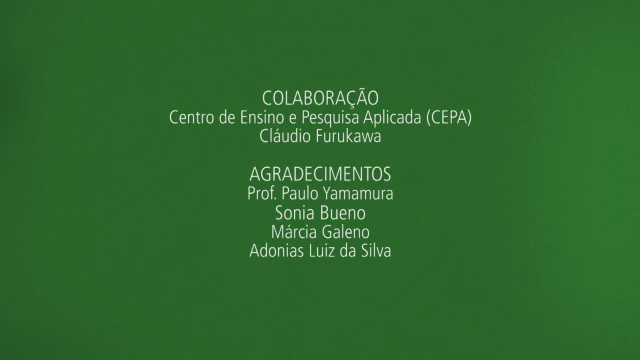 COLABORAÇÃO
Centro de Ensino e Pesquisa Aplicada (CEPA)
Cláudio Furukawa
AGRADECIMENTOS
Prof. Paulo Yamamura
Sonia Bueno
Márcia Galeno
Adonias Luiz da Silva